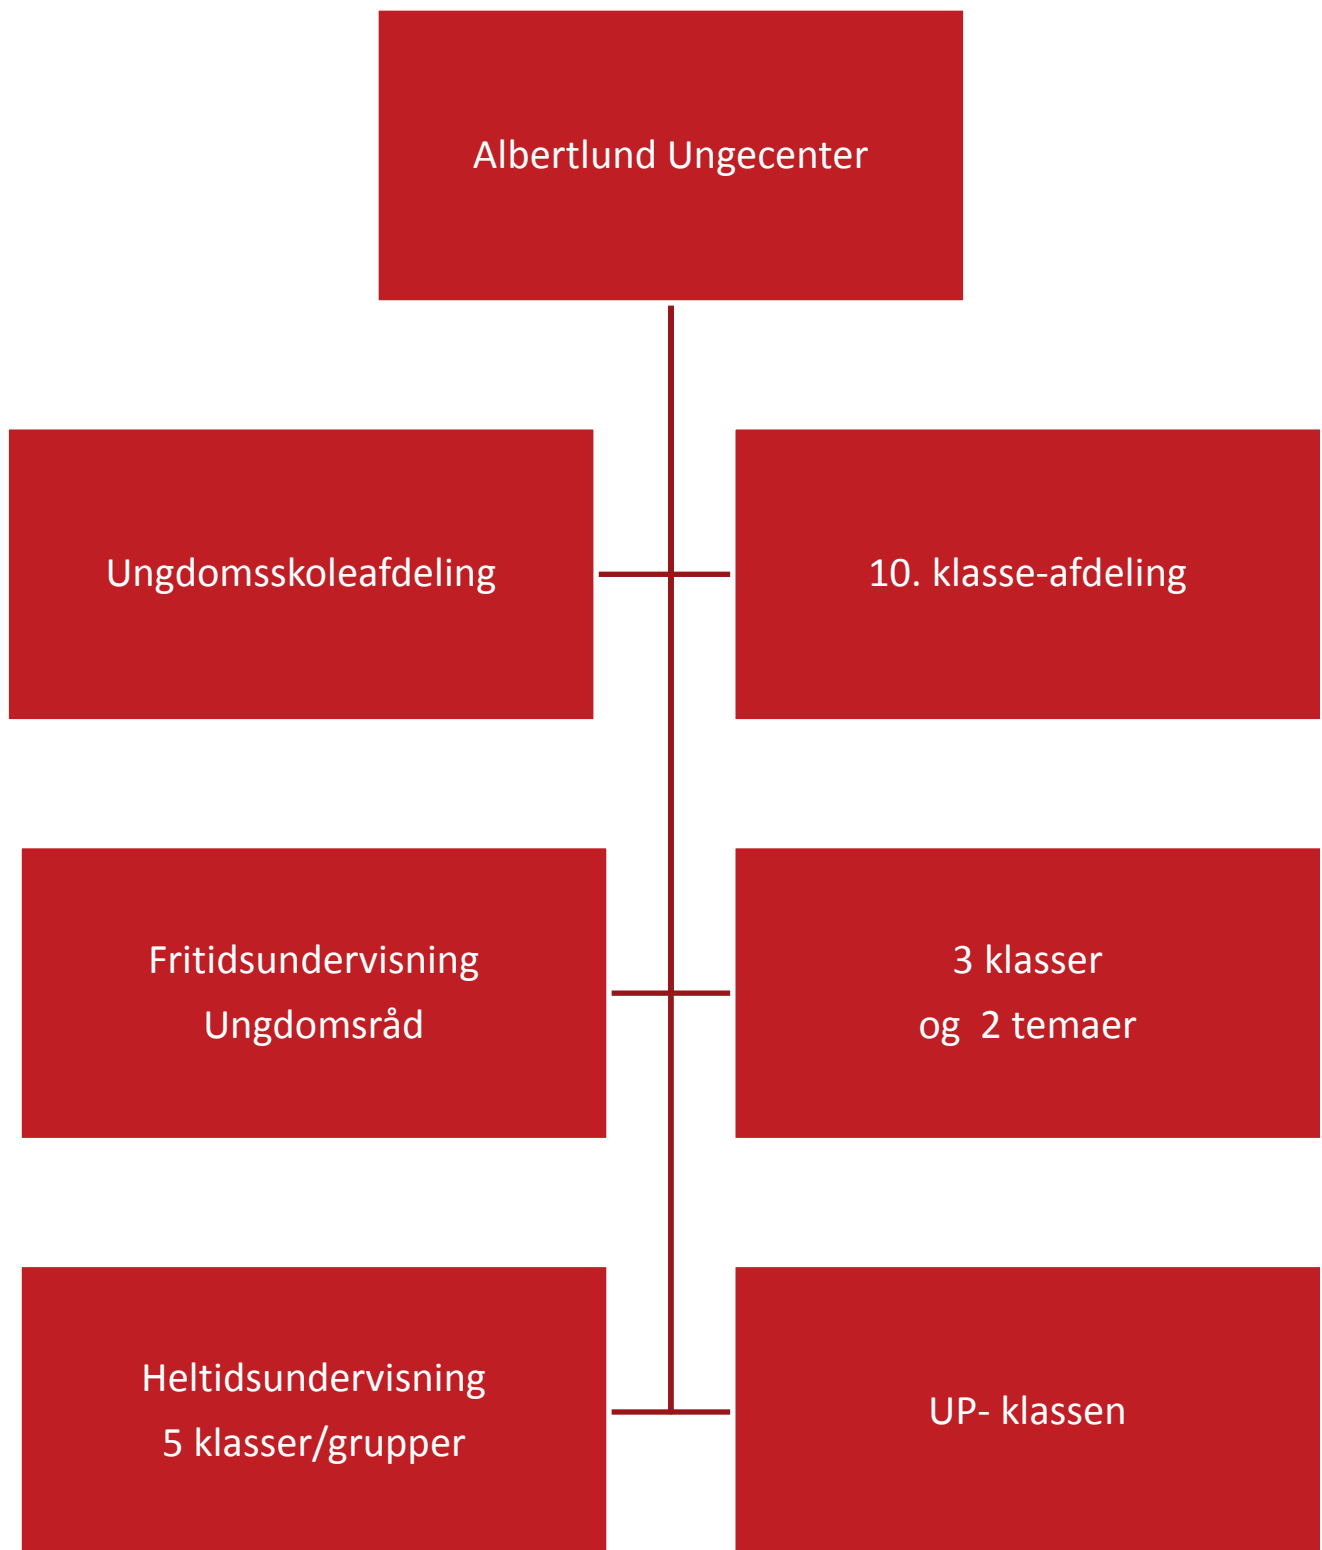 Albertlund Ungecenter
Ungdomsskoleafdeling
10. klasse-afdeling
Fritidsundervisning
Ungdomsråd
3 klasser
og  2 temaer
Heltidsundervisning
5 klasser/grupper
UP- klassen